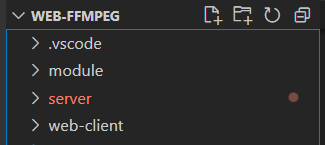 WEB-FFMPEG
.vscode
module
server
web-client